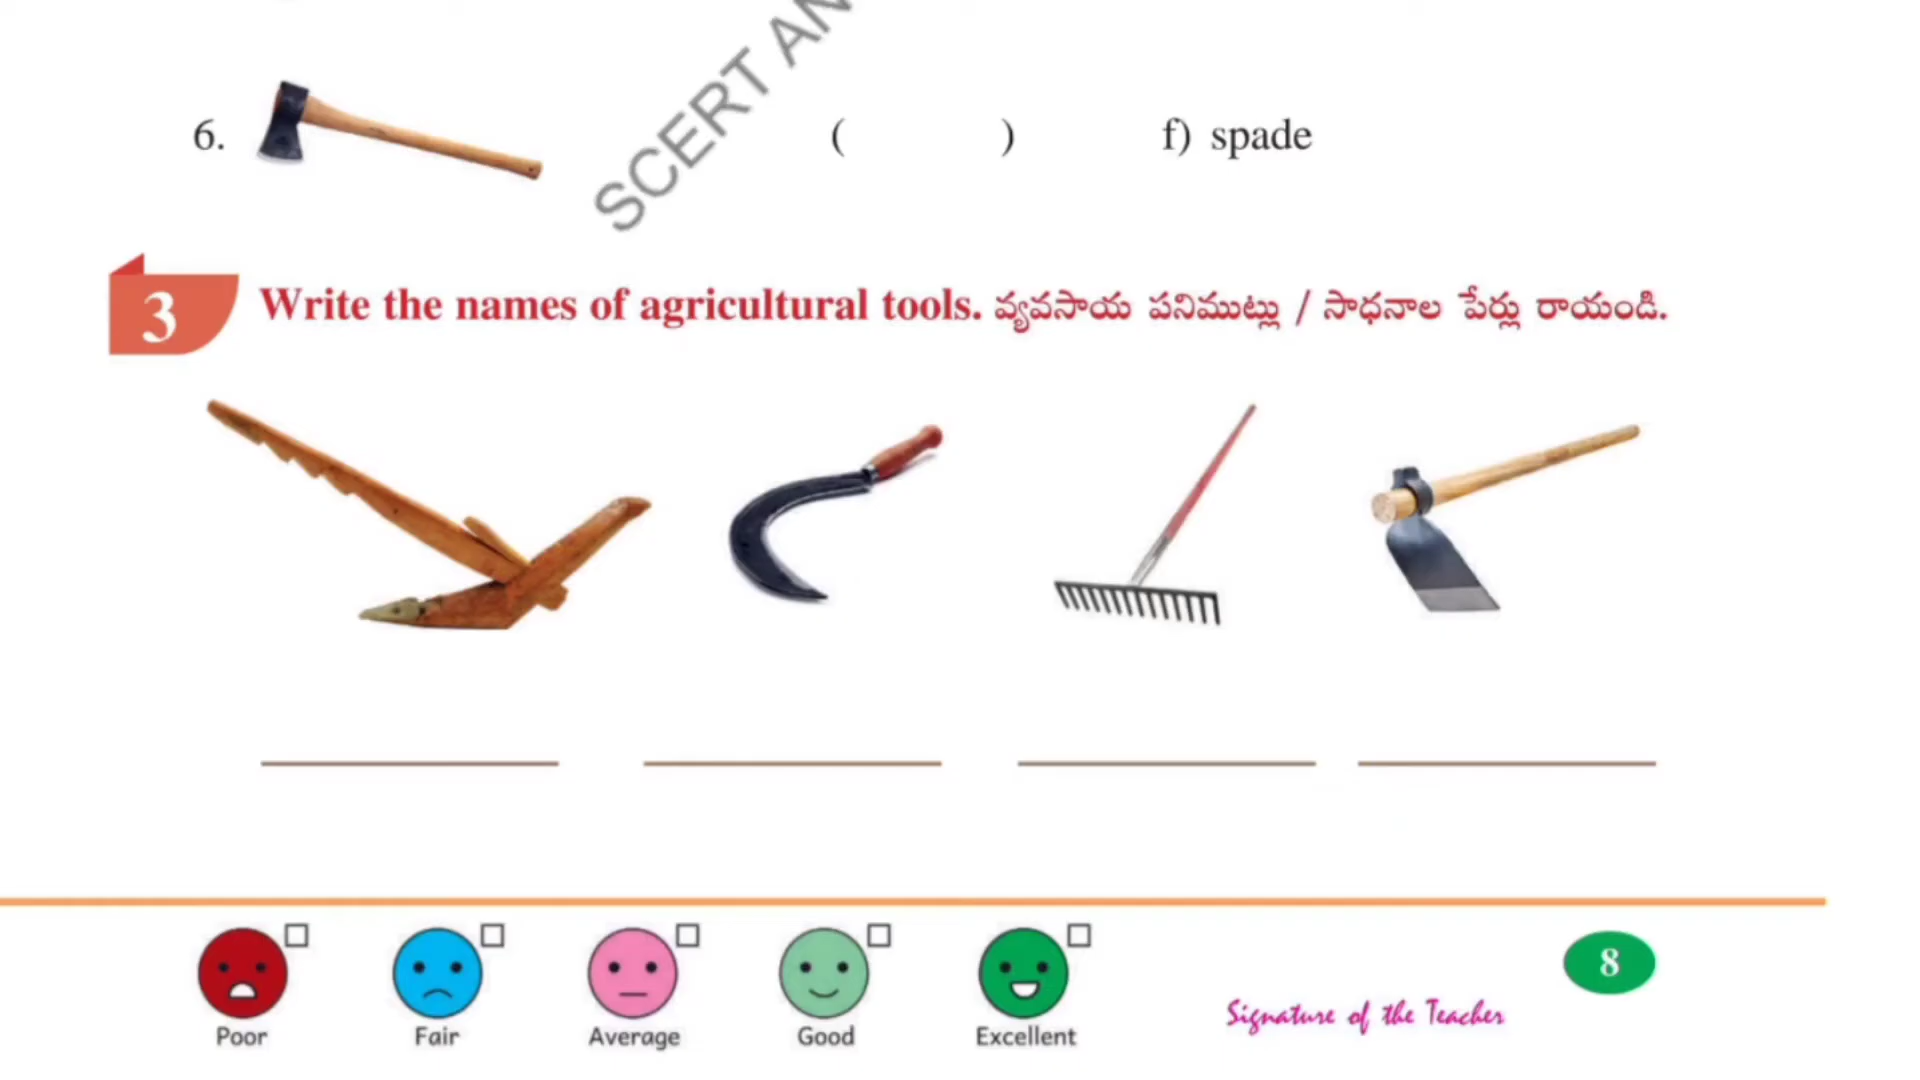 SCERT AN
6. ( ) f) spade
3 Write the names of agricultural tools. వ్యవసాయ పనిముట్లు / సాధనాల పేర్లు రాయండి.
Poor Fair Average Good Excellent
Signature of the Teacher
8